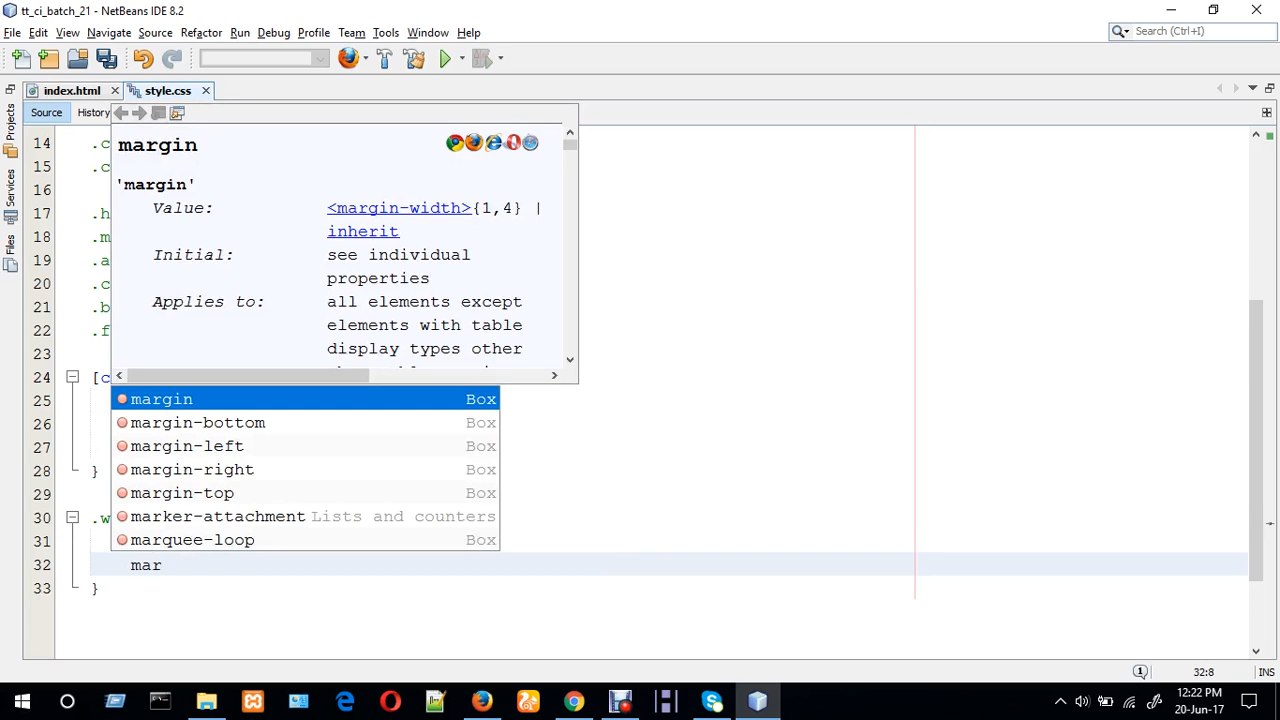 tt_ci_batch_21 - NetBeans IDE 8.2
File Edit View Navigate Source Refactor Run Debug Profile Team Tools Window Help
Search (Ctrl+I)
index.html
style.css
Source
History
Projects
Services
Files
margin
'margin'
Value: <margin-width>{1,4} |
inherit
Initial: see individual
properties
Applies to: all elements except
elements with table
display types other
14 .c
15 .c
16
17 .h
18 .m
19 .a
20 .c
21 .b
22 .f
23
24 [c
25
26
27
28 }
29
30 .w
31
32 mar
33 }
margin Box
margin-bottom Box
margin-left Box
margin-right Box
margin-top Box
marker-attachment Lists and counters
marquee-loop Box
1
32:8
INS
12:22 PM
20-Jun-17